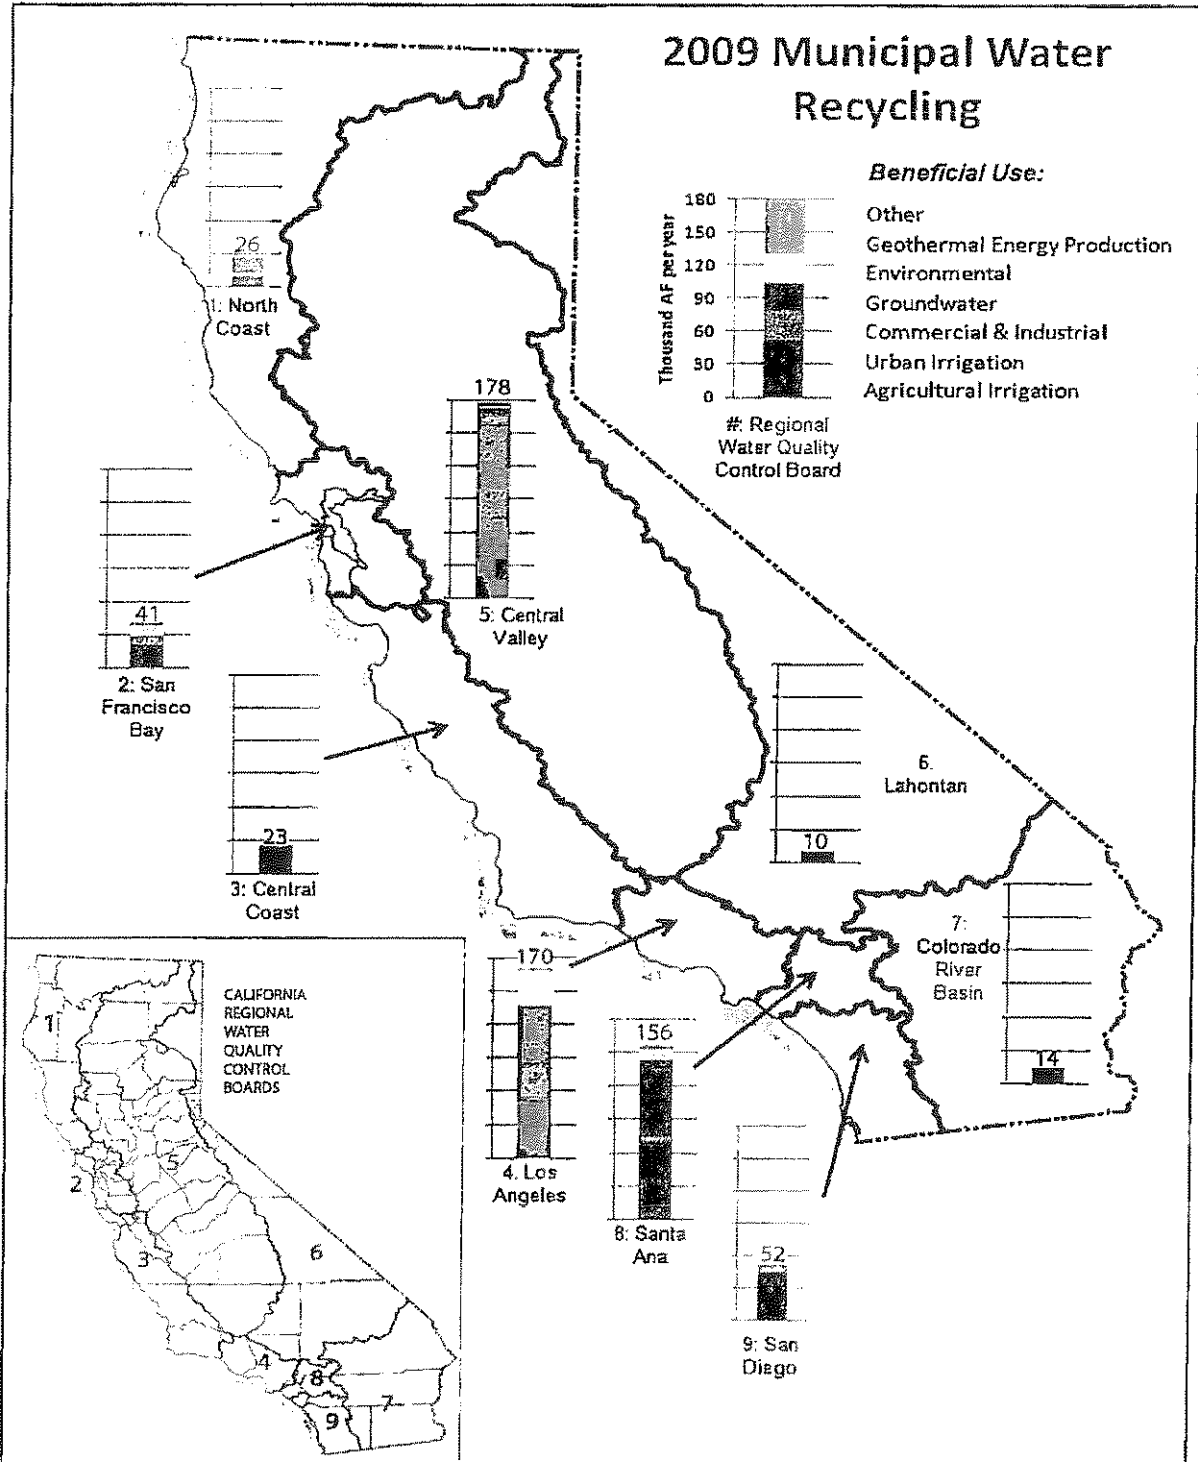 2009 Municipal Water
Recycling
Beneficial Use:
Thousand AF per year
180
150
120
90
60
30
0
Other
Geothermal Energy Production
Environmental
Groundwater
Commercial & Industrial
Urban Irrigation
Agricultural Irrigation
#: Regional
Water Quality
Control Board
26
1: North
Coast
178
5: Central
Valley
41
2: San
Francisco
Bay
23
3: Central
Coast
6.
Lahontan
10
7:
Colorado
River
Basin
14
170
4. Los
Angeles
156
8: Santa
Ana
52
9: San
Diego
CALIFORNIA
REGIONAL
WATER
QUALITY
CONTROL
BOARDS
1
2
5
3
6
4
8
7
9